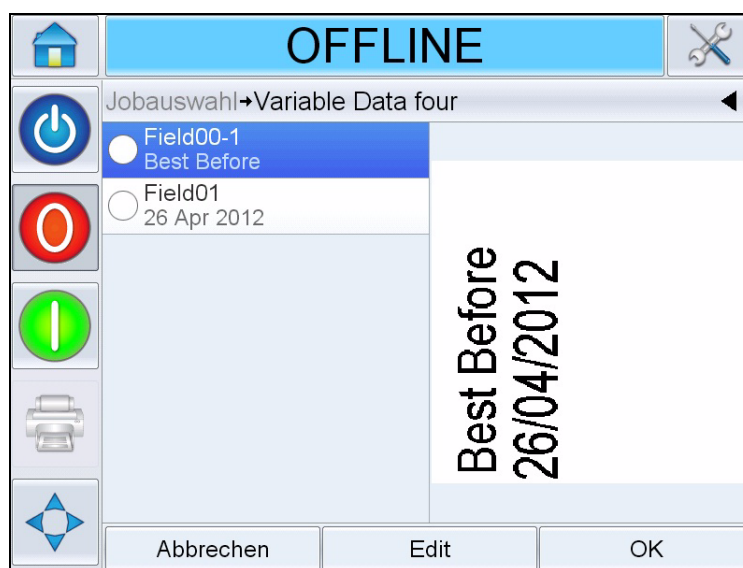 OFFLINE
Jobauswahl→Variable Data four
Field00-1
Best Before
Field01
26 Apr 2012
Best Before
26/04/2012
Abbrechen
Edit
OK